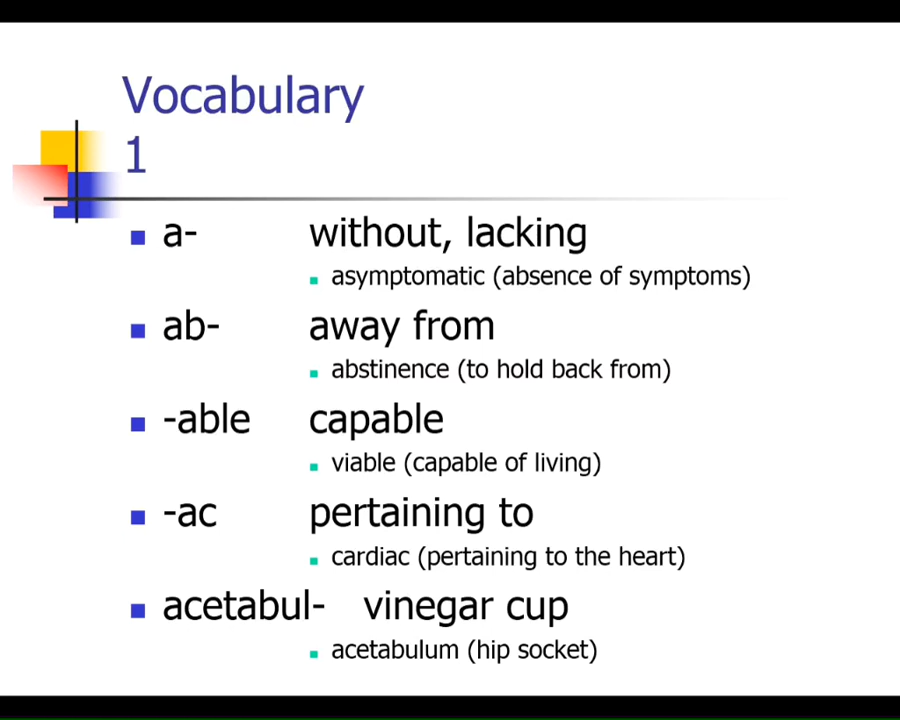 Vocabulary
1
a- without, lacking
asymptomatic (absence of symptoms)
ab- away from
abstinence (to hold back from)
-able capable
viable (capable of living)
-ac pertaining to
cardiac (pertaining to the heart)
acetabul- vinegar cup
acetabulum (hip socket)